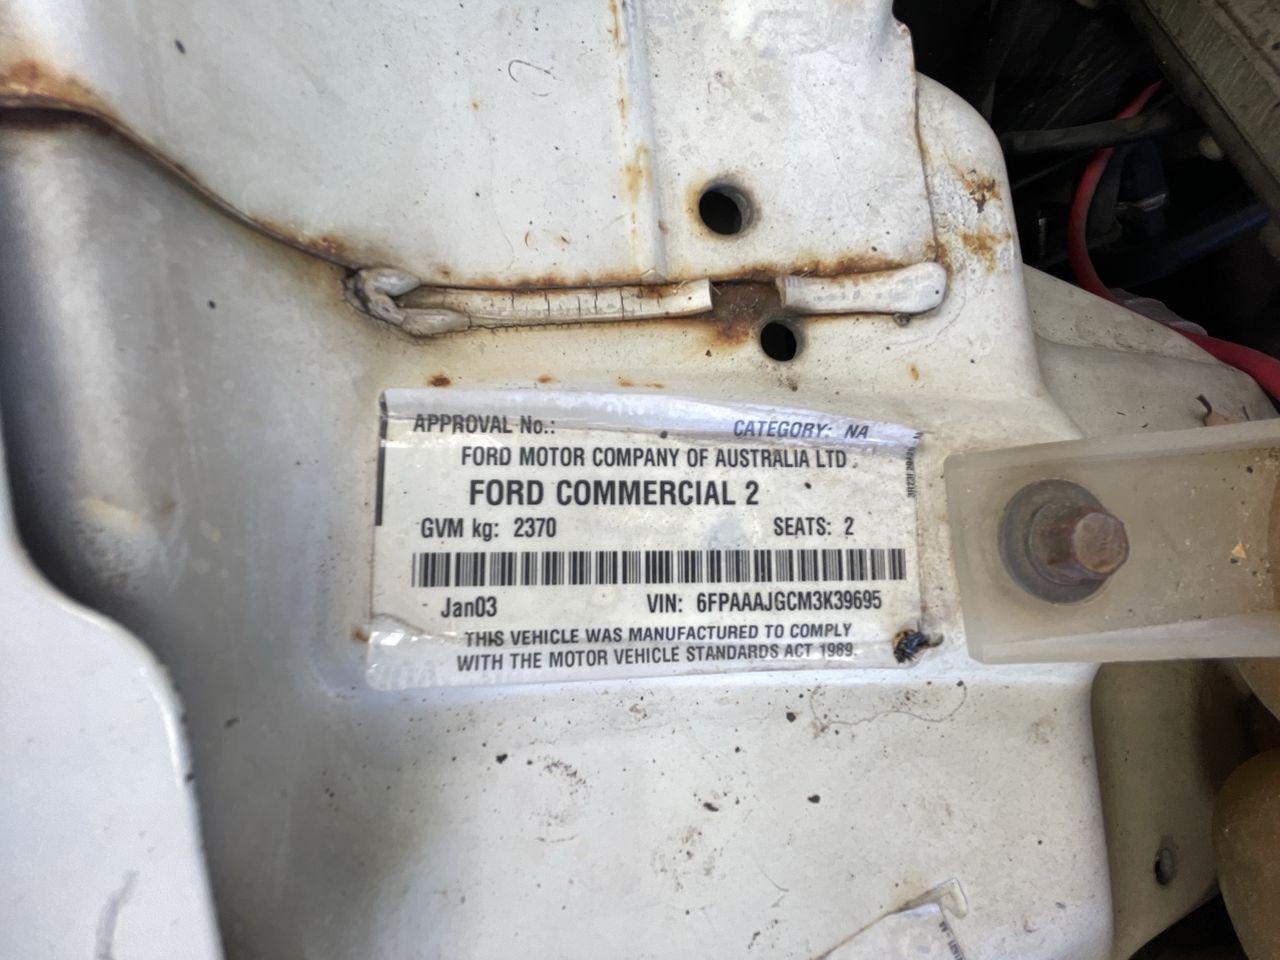 APPROVAL No.: CATEGORY: NA
FORD MOTOR COMPANY OF AUSTRALIA LTD.
FORD COMMERCIAL 2
GVM kg: 2370 SEATS: 2
Jan03 VIN: 6FPAAAJGCM3K39695
THIS VEHICLE WAS MANUFACTURED TO COMPLY
WITH THE MOTOR VEHICLE STANDARDS ACT 1989.